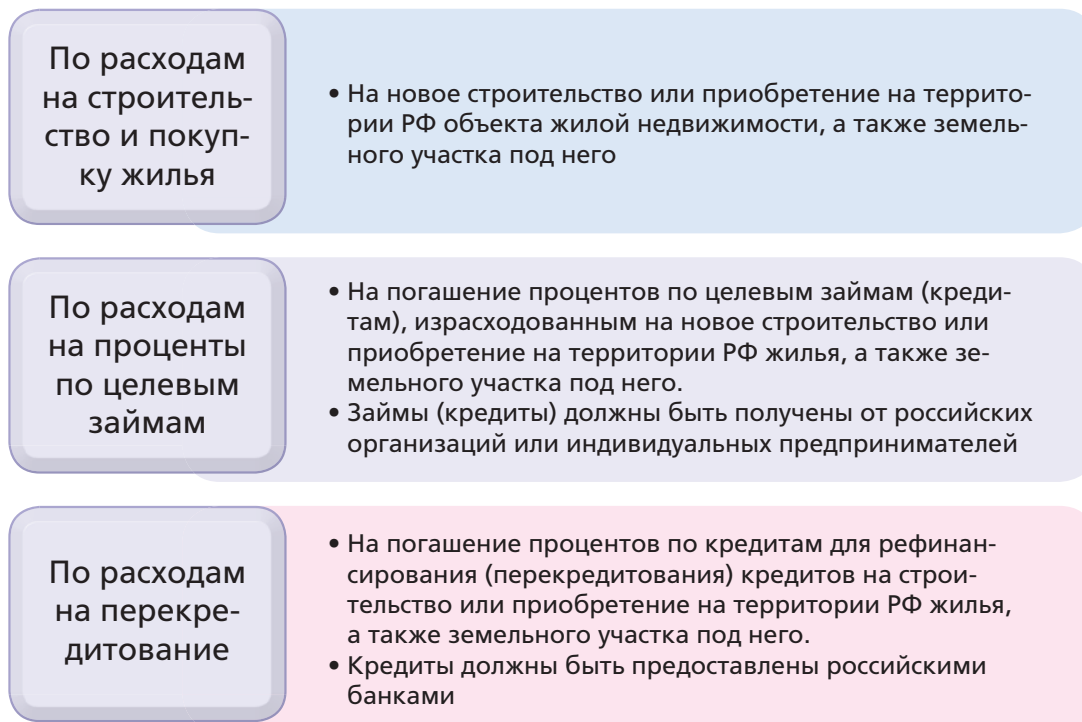 По расходам
на строитель-
ство и покуп-
ку жилья
• На новое строительство или приобретение на террито-
рии РФ объекта жилой недвижимости, а также земель-
ного участка под него
По расходам
на проценты
по целевым
займам
• На погашение процентов по целевым займам (креди-
там), израсходованным на новое строительство или
приобретение на территории РФ жилья, а также зе-
мельного участка под него.
• Займы (кредиты) должны быть получены от российских
организаций или индивидуальных предпринимателей
По расходам
на перекре-
дитование
• На погашение процентов по кредитам для рефинан-
сирования (перекредитования) кредитов на строи-
тельство или приобретение на территории РФ жилья,
а также земельного участка под него.
• Кредиты должны быть предоставлены российскими
банками